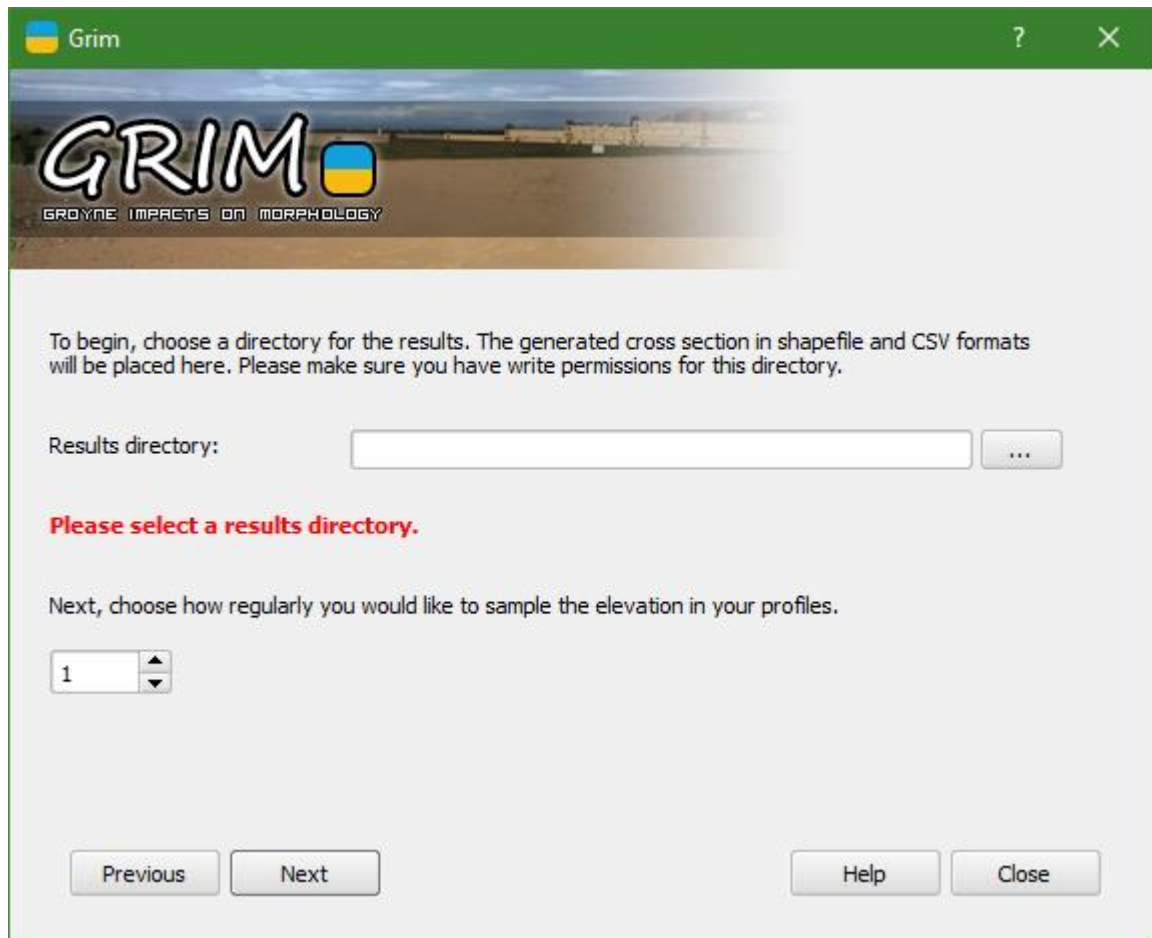 Grim
?
GRIM
GROYNE IMPACTS ON MORPHOLOGY
To begin, choose a directory for the results. The generated cross section in shapefile and CSV formats
will be placed here. Please make sure you have write permissions for this directory.
Results directory:
...
Please select a results directory.
Next, choose how regularly you would like to sample the elevation in your profiles.
1
Previous Next Help Close